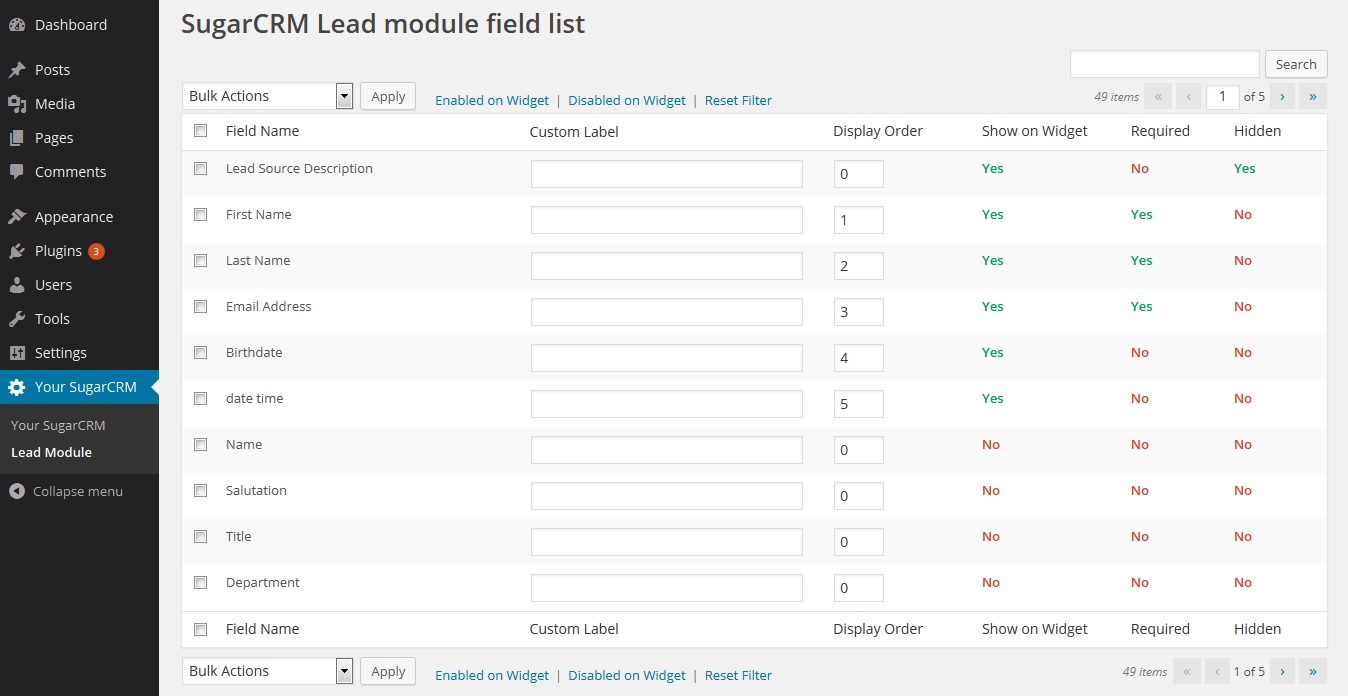 Dashboard
Posts
Media
Pages
Comments
Appearance
Plugins 3
Users
Tools
Settings
Your SugarCRM
Your SugarCRM
Lead Module
Collapse menu
SugarCRM Lead module field list
Search
Bulk Actions Apply Enabled on Widget | Disabled on Widget | Reset Filter 49 items « ‹ 1 of 5 › »
Field Name Custom Label Display Order Show on Widget Required Hidden
Lead Source Description 0 Yes No Yes
First Name 1 Yes Yes No
Last Name 2 Yes Yes No
Email Address 3 Yes Yes No
Birthdate 4 Yes No No
date time 5 Yes No No
Name 0 No No No
Salutation 0 No No No
Title 0 No No No
Department 0 No No No
Field Name Custom Label Display Order Show on Widget Required Hidden
Bulk Actions Apply Enabled on Widget | Disabled on Widget | Reset Filter 49 items « ‹ 1 of 5 › »